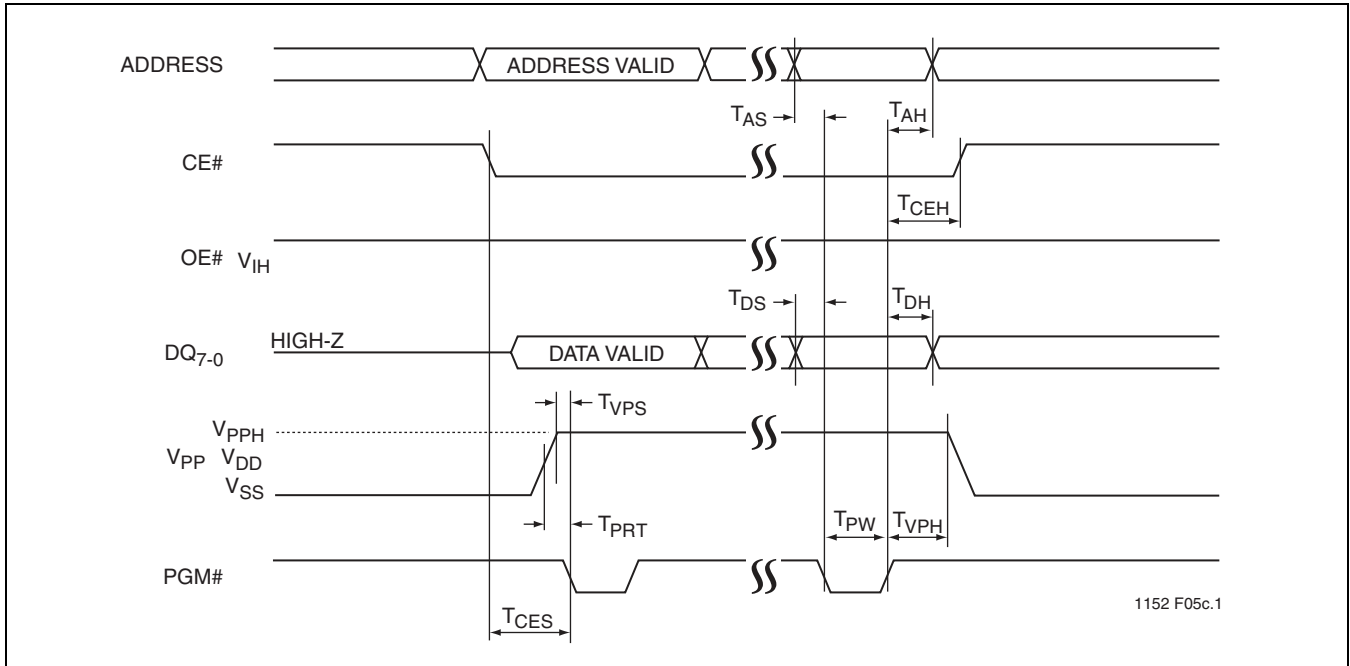 ADDRESS
ADDRESS VALID
TAS
TAH
CE#
TCEH
OE# VIH
TDS
TDH
DQ7-0
HIGH-Z
DATA VALID
TVPS
VPPH
VPP VDD
VSS
TPRT
TPW
TVPH
PGM#
TCES
1152 F05c.1